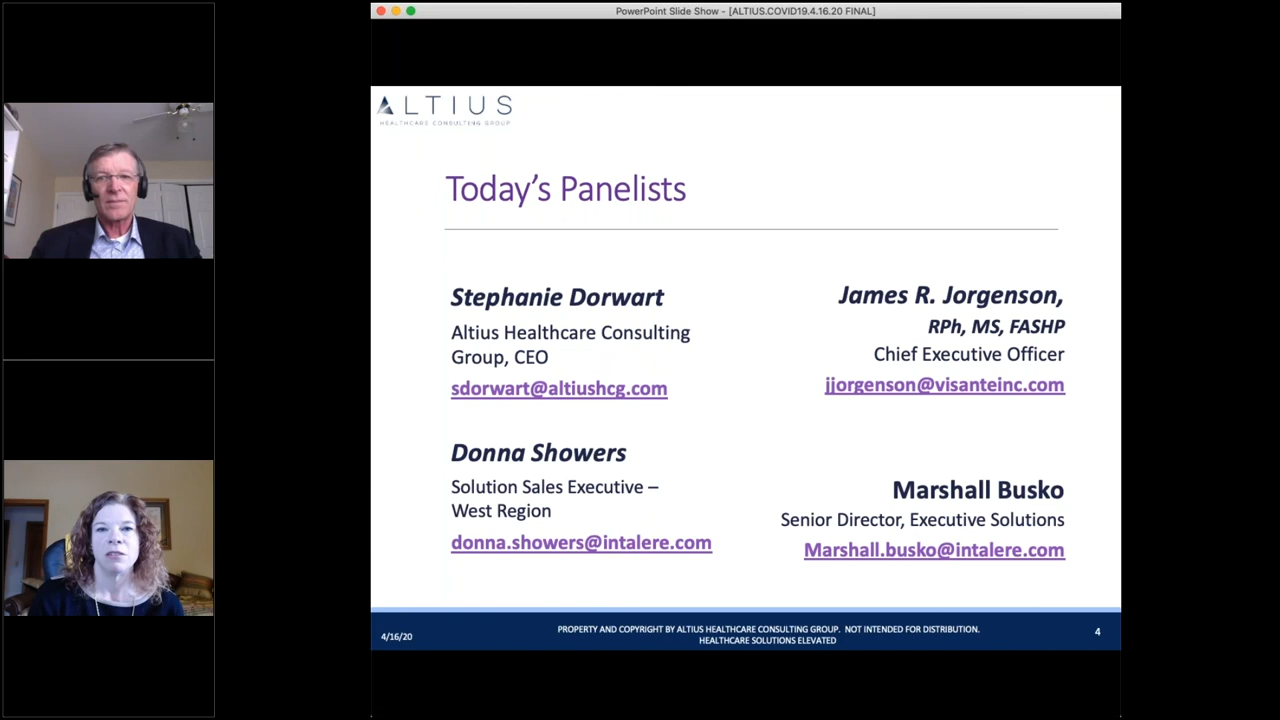 PowerPoint Slide Show - [ALTIUS.COVID19.4.16.20 FINAL]
ALTIUS
HEALTHCARE CONSULTING GROUP
Today's Panelists
Stephanie Dorwart
Altius Healthcare Consulting
Group, CEO
sdorwart@altiushcg.com
Donna Showers
Solution Sales Executive –
West Region
donna.showers@intalere.com
James R. Jorgenson,
RPh, MS, FASHP
Chief Executive Officer
jjorgenson@visanteinc.com
Marshall Busko
Senior Director, Executive Solutions
Marshall.busko@intalere.com
4/16/20
PROPERTY AND COPYRIGHT BY ALTIUS HEALTHCARE CONSULTING GROUP. NOT INTENDED FOR DISTRIBUTION.
HEALTHCARE SOLUTIONS ELEVATED
4